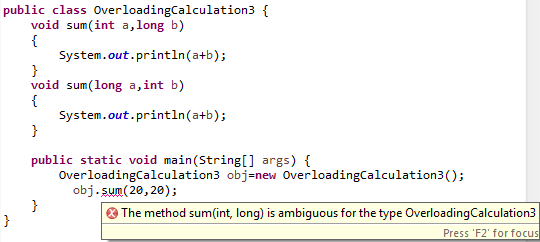 public class OverloadingCalculation3 {
void sum(int a,long b)
{
System.out.println(a+b);
}
void sum(long a,int b)
{
System.out.println(a+b);
}
public static void main(String[] args) {
OverloadingCalculation3 obj=new OverloadingCalculation3();
obj.sum(20,20);
}
}
The method sum(int, long) is ambiguous for the type OverloadingCalculation3
Press 'F2' for focus